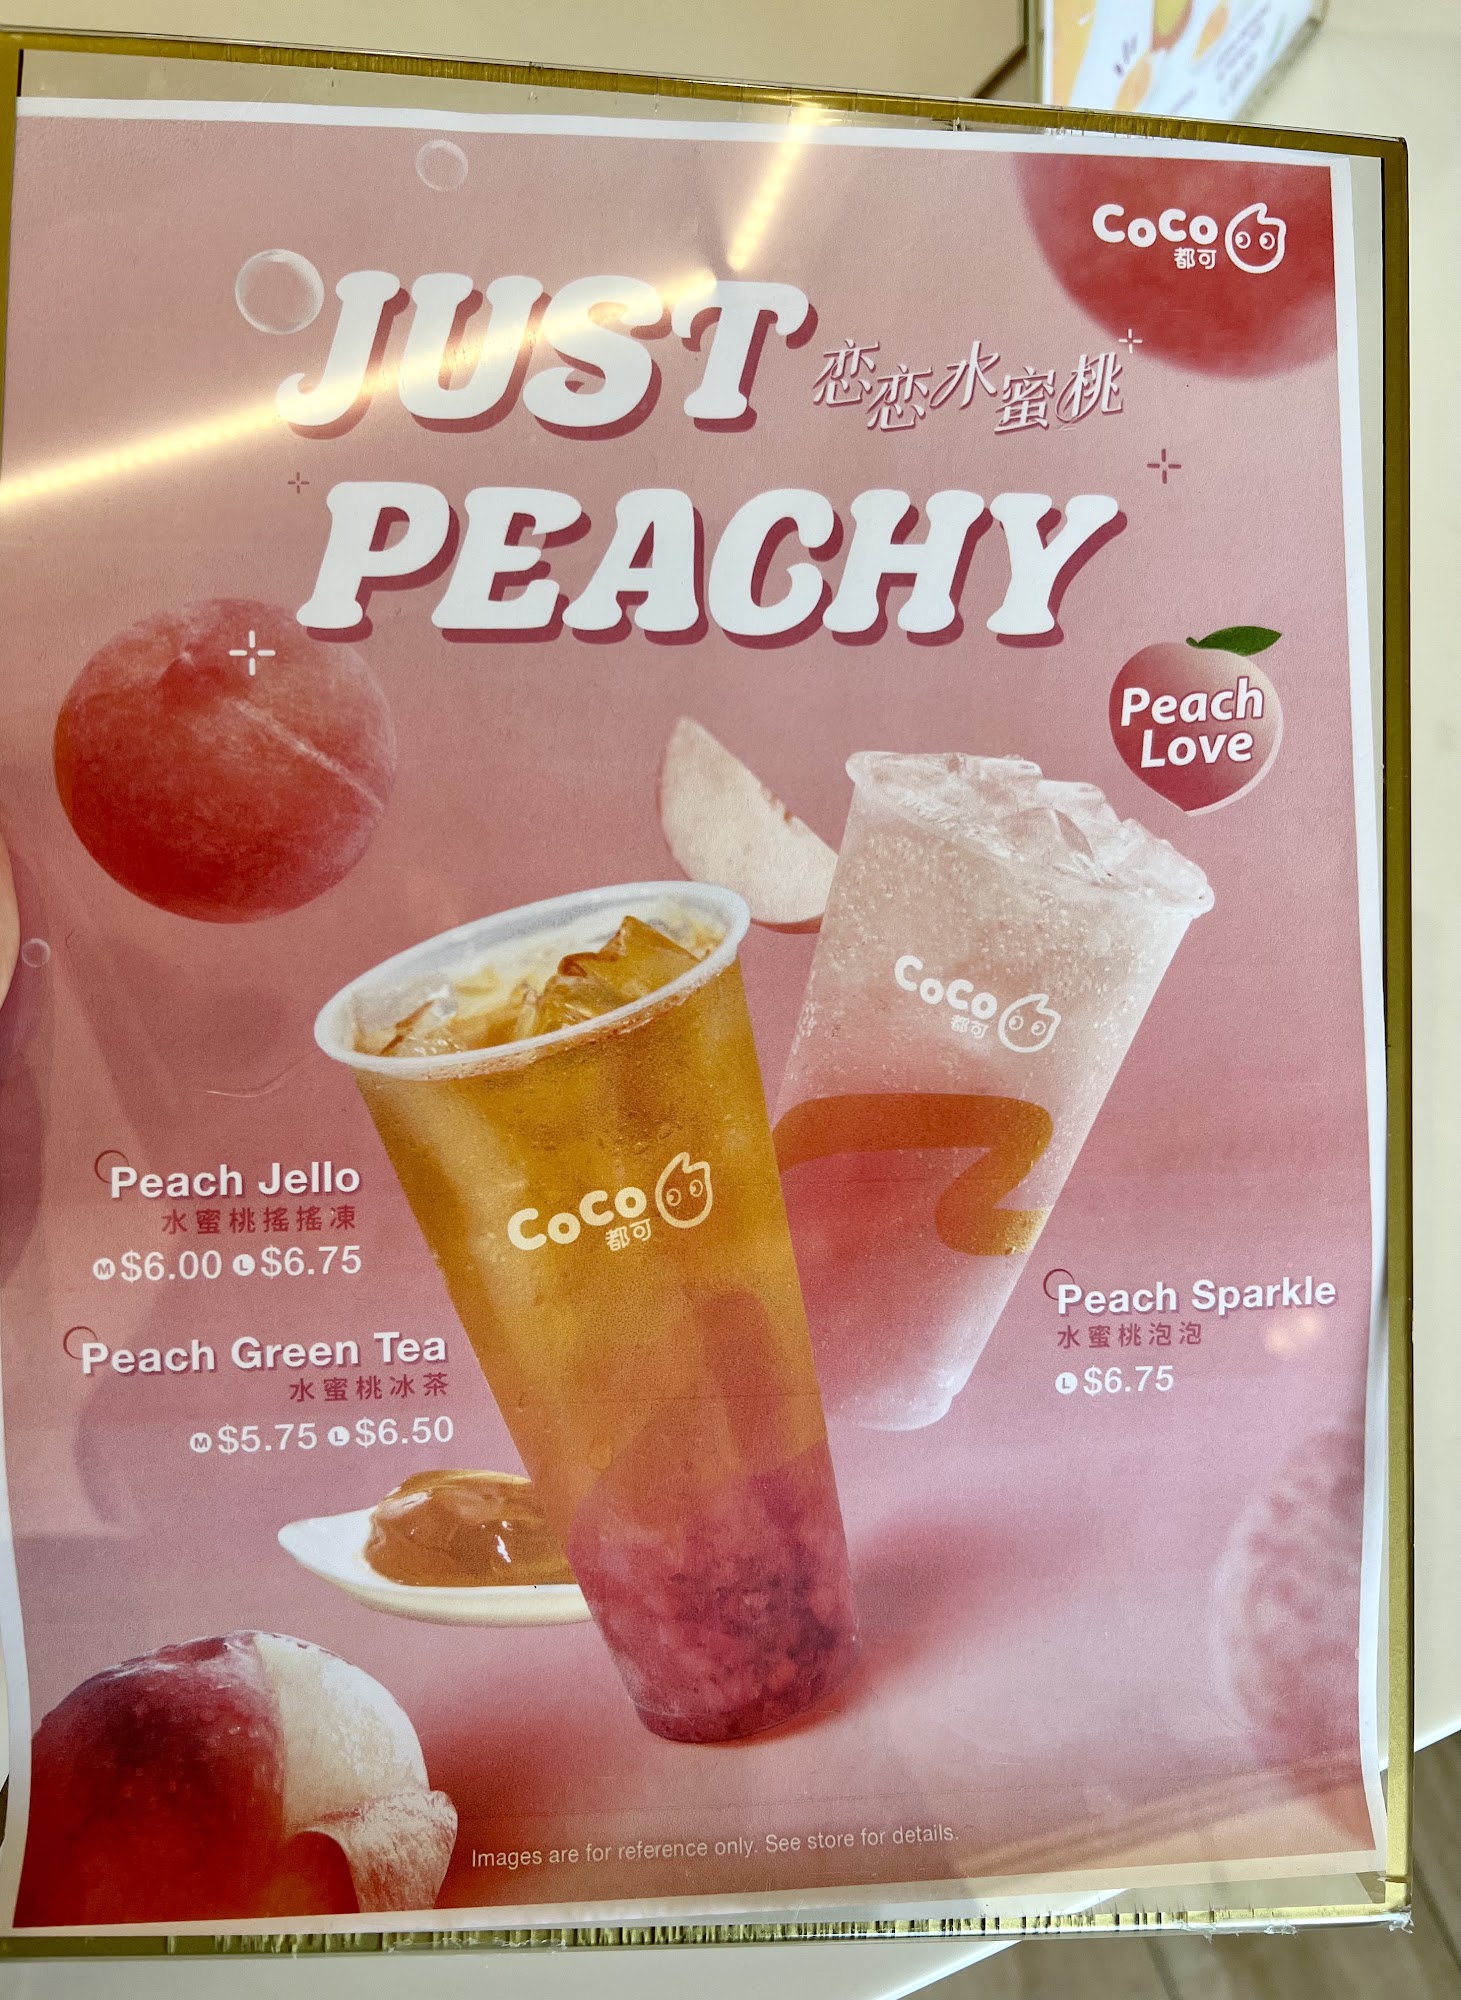 CoCo
都可
JUST
恋恋水蜜桃
PEACHY
Peach
Love
CoCo
都可
CoCo
都可
Peach Jello
水蜜桃搖搖凍
M $6.00 L $6.75
Peach Green Tea
水蜜桃冰茶
M $5.75 L $6.50
Peach Sparkle
水蜜桃泡泡
L $6.75
Images are for reference only. See store for details.